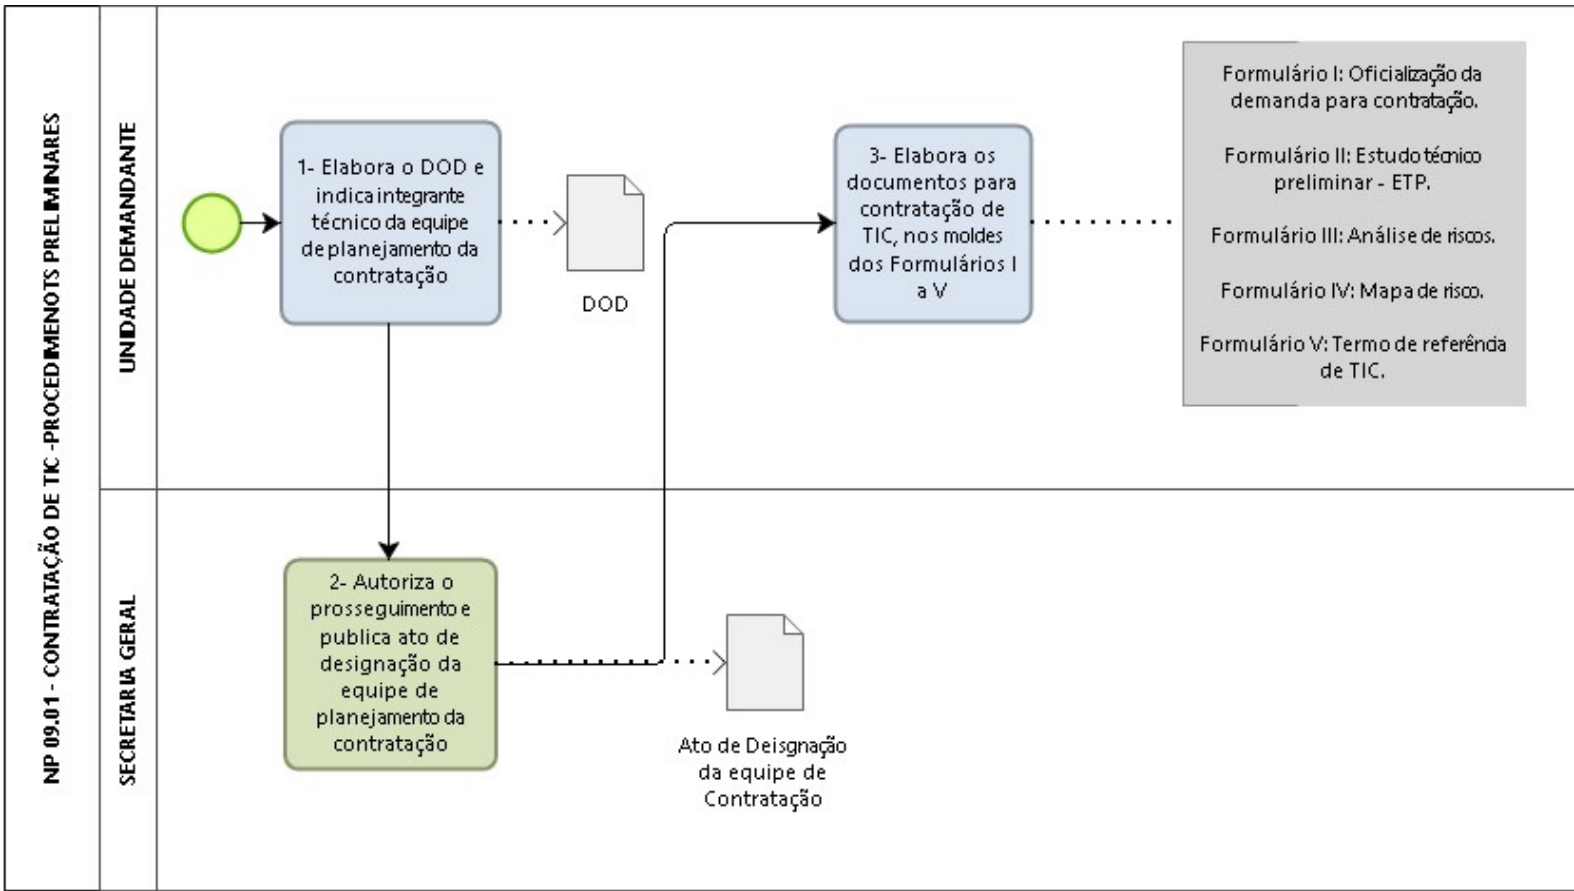 NP 09.01 - CONTRATAÇÃO DE TIC -PROCEDIMENOTS PRELIMINARES
UNIDADE DEMANDANTE
1- Elabora o DOD e
indica integrante
técnico da equipe
de planejamento da
contratação
DOD
3- Elabora os
documentos para
contratação de
TIC, nos moldes
dos Formulários I
a V
Formulário I: Oficialização da
demanda para contratação.
Formulário II: Estudo técnico
preliminar - ETP.
Formulário III: Análise de riscos.
Formulário IV: Mapa de risco.
Formulário V: Termo de referência
de TIC.
SECRETARIA GERAL
2- Autoriza o
prosseguimento e
publica ato de
designação da
equipe de
planejamento da
contratação
Ato de Deisgnação
da equipe de
Contratação